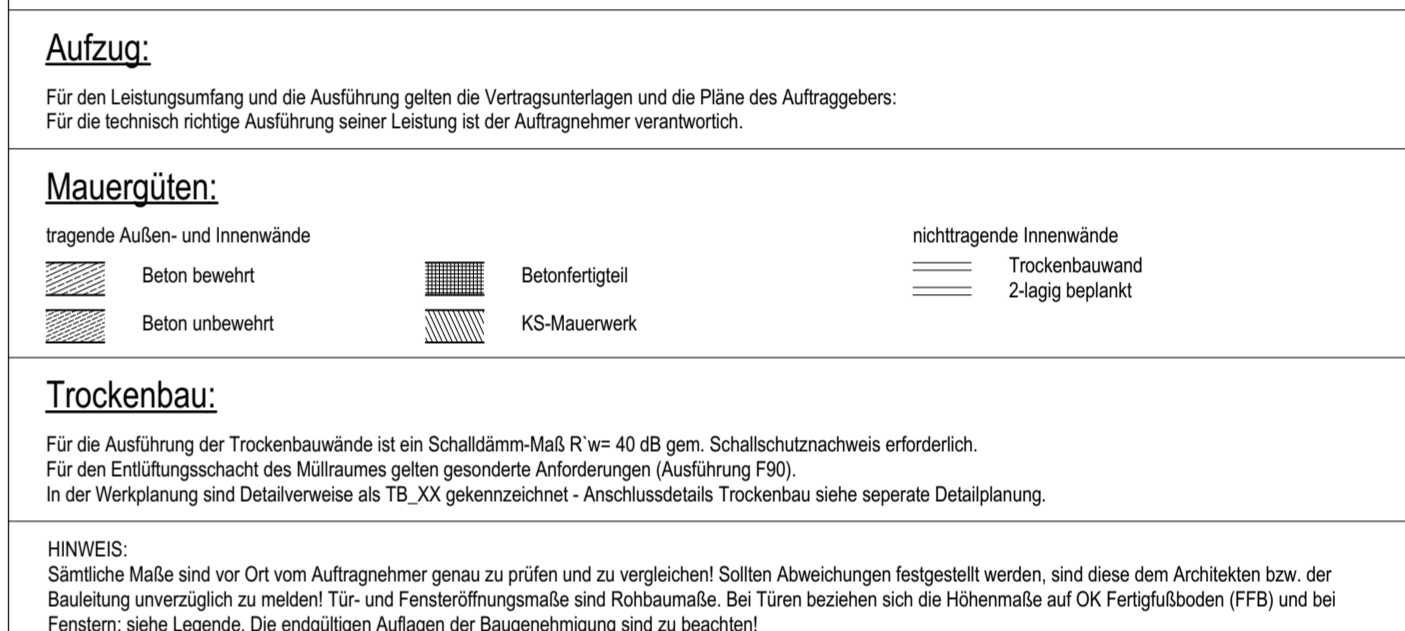 Aufzug:
Für den Leistungsumfang und die Ausführung gelten die Vertragsunterlagen und die Pläne des Auftraggebers:
Für die technisch richtige Ausführung seiner Leistung ist der Auftragnehmer verantwortich.
Mauergüten:
tragende Außen- und Innenwände
Beton bewehrt
Beton unbewehrt
Betonfertigteil
KS-Mauerwerk
nichttragende Innenwände
Trockenbauwand
2-lagig beplankt
Trockenbau:
Für die Ausführung der Trockenbauwände ist ein Schalldämm-Maß R`w= 40 dB gem. Schallschutznachweis erforderlich.
Für den Entlüftungsschacht des Müllraumes gelten gesonderte Anforderungen (Ausführung F90).
In der Werkplanung sind Detailverweise als TB_XX gekennzeichnet - Anschlussdetails Trockenbau siehe seperate Detailplanung.
HINWEIS:
Sämtliche Maße sind vor Ort vom Auftragnehmer genau zu prüfen und zu vergleichen! Sollten Abweichungen festgestellt werden, sind diese dem Architekten bzw. der
Bauleitung unverzüglich zu melden! Tür- und Fensteröffnungsmaße sind Rohbaumaße. Bei Türen beziehen sich die Höhenmaße auf OK Fertigfußboden (FFB) und bei
Fenstern: siehe Legende. Die endgültigen Auflagen der Baugenehmigung sind zu beachten!